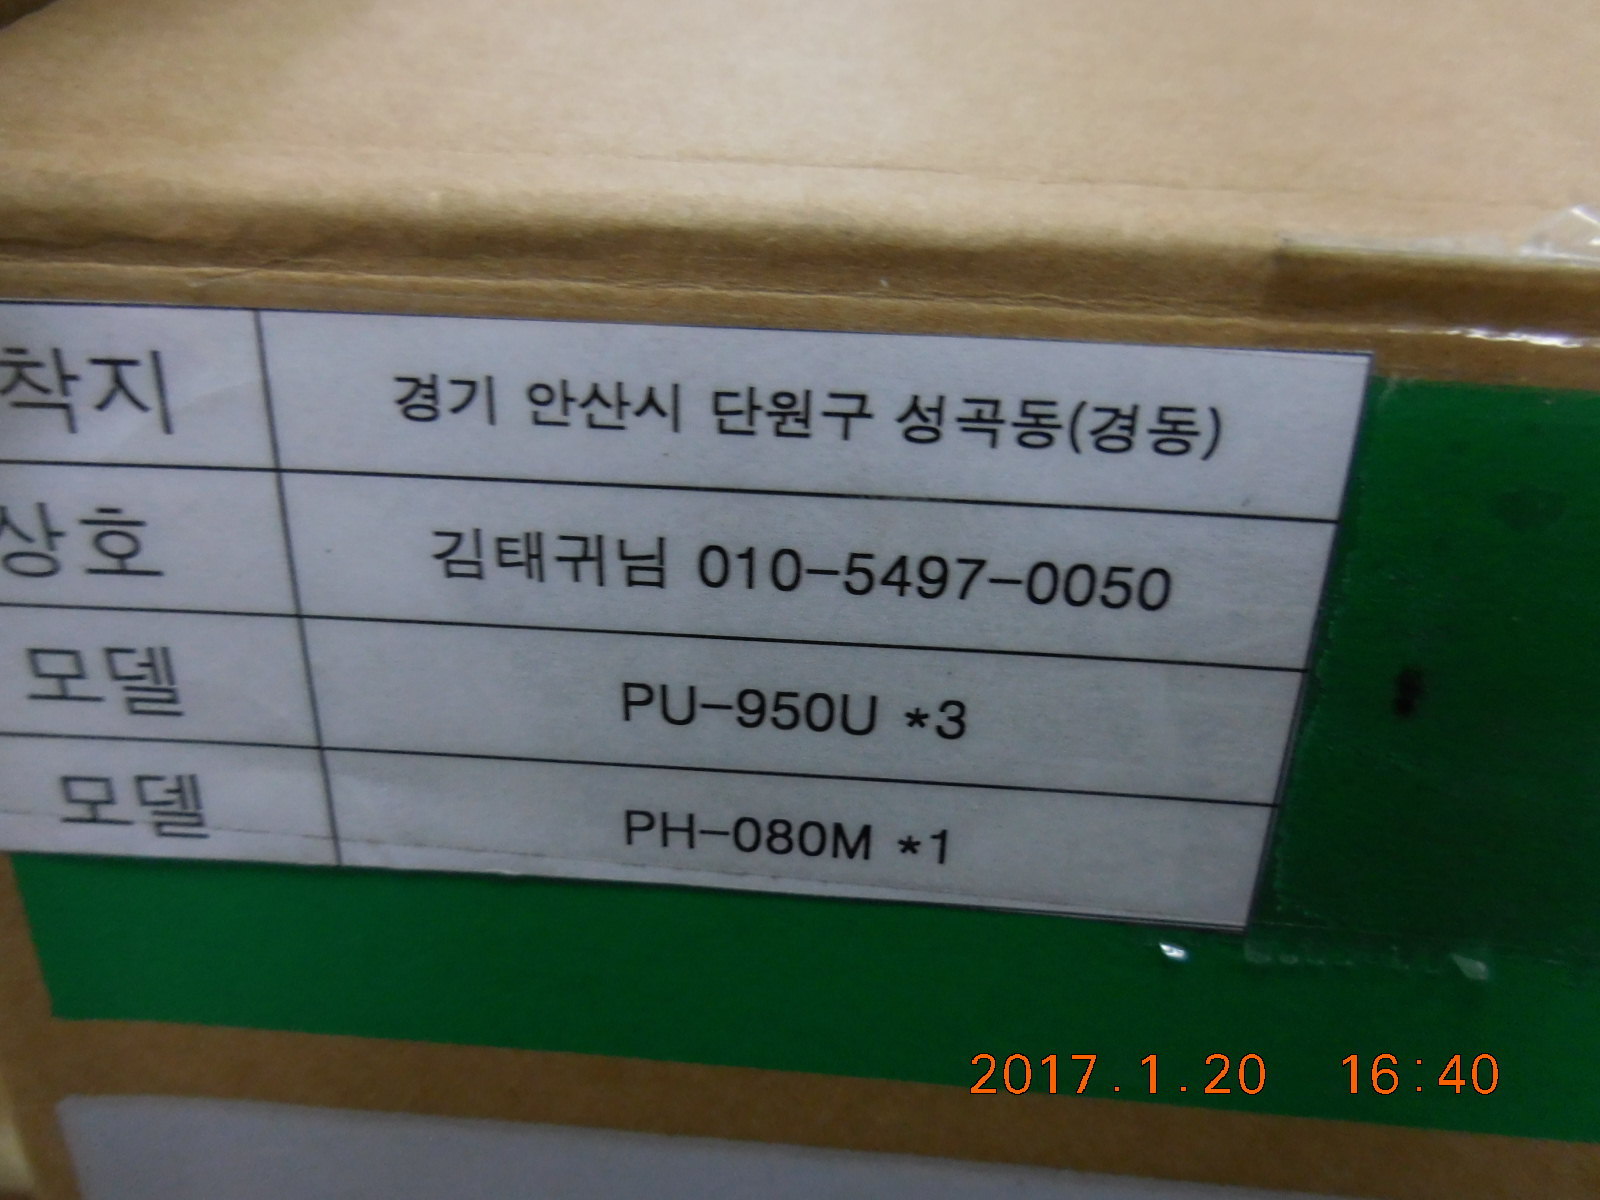 착지 경기 안산시 단원구 성곡동(경동)
상호 김태귀님 010-5497-0050
모델 PU-950U *3
모델 PH-080M *1
2017.1.20 16:40